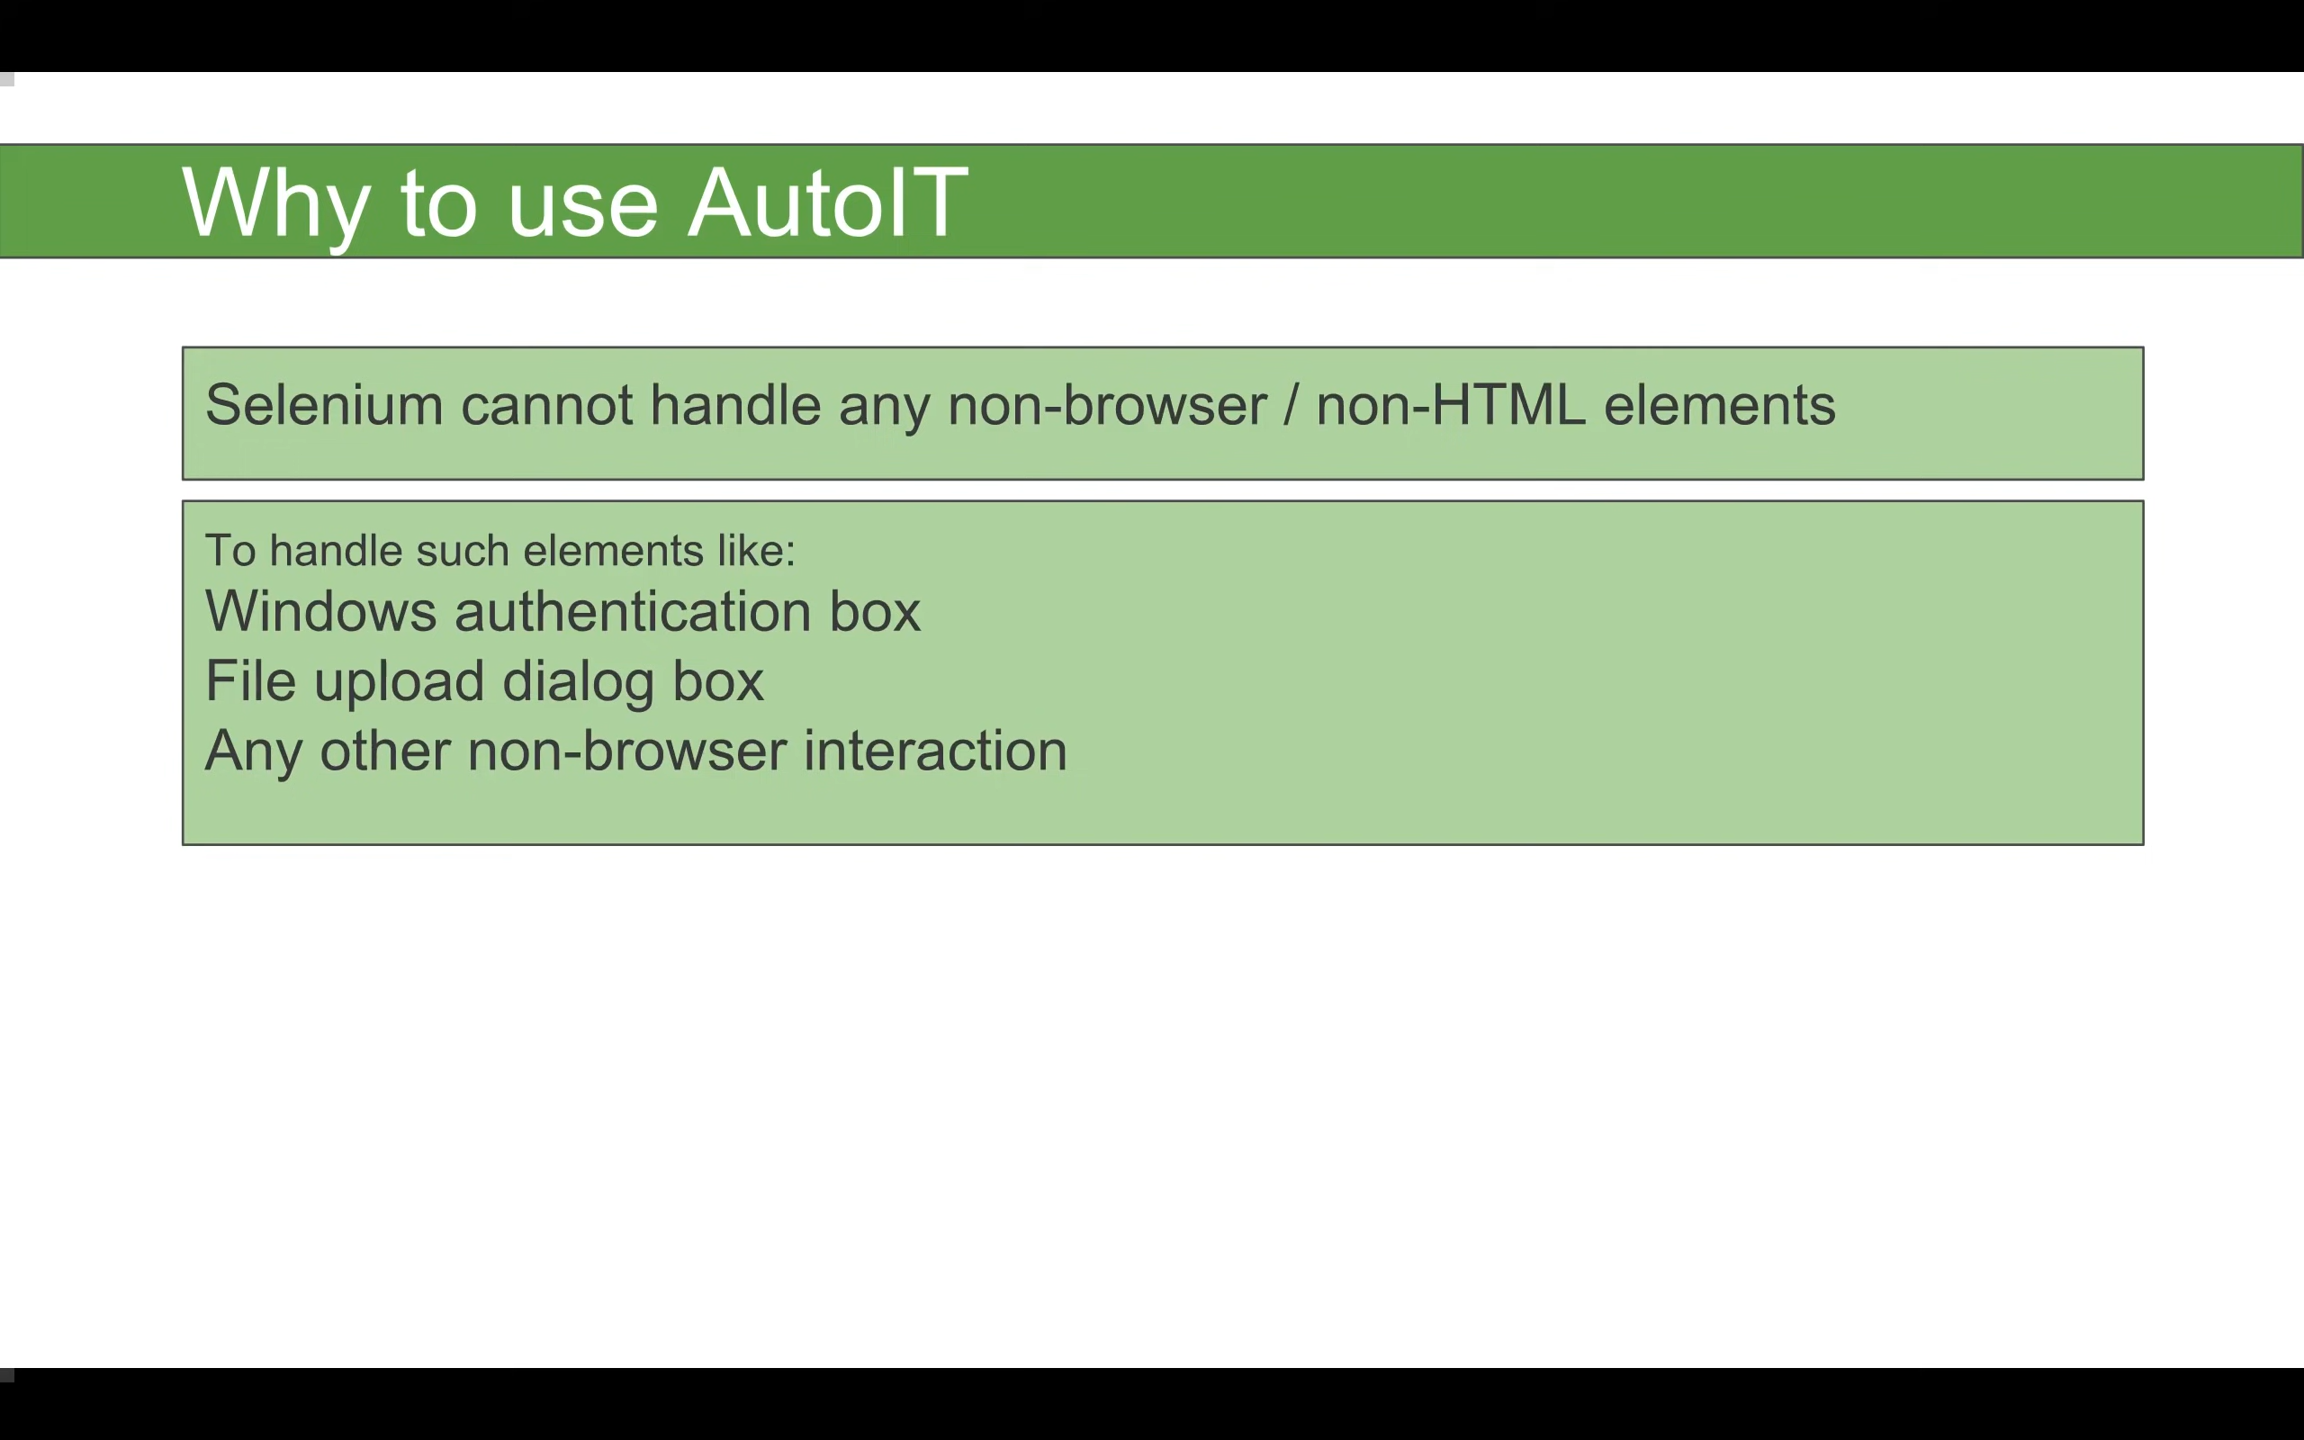 Why to use AutoIT
Selenium cannot handle any non-browser / non-HTML elements
To handle such elements like:
Windows authentication box
File upload dialog box
Any other non-browser interaction